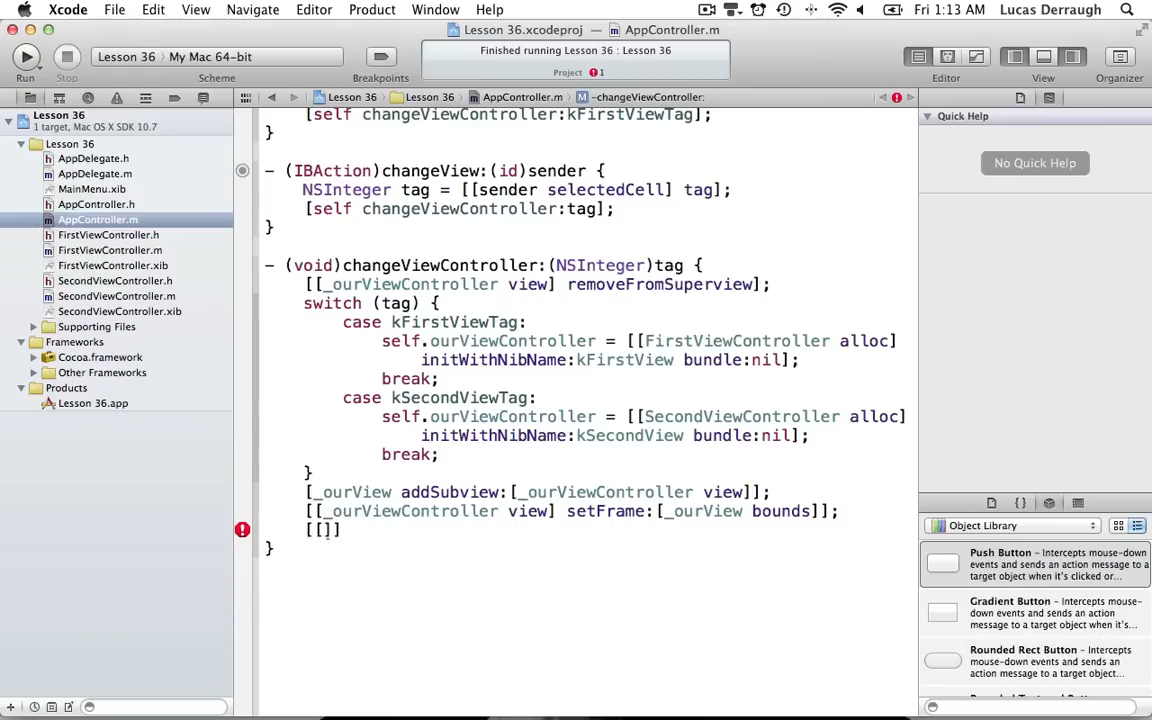 Xcode File Edit View Navigate Editor Product Window Help Fri 1:13 AM Lucas Derraugh
Lesson 36.xcodeproj — AppController.m
Lesson 36 › My Mac 64-bit
Finished running Lesson 36 : Lesson 36
Project 1
Run Stop Scheme Breakpoints Editor View Organizer
Lesson 36 Lesson 36 AppController.m -changeViewController:
Lesson 36
1 target, Mac OS X SDK 10.7
Lesson 36
AppDelegate.h
AppDelegate.m
MainMenu.xib
AppController.h
AppController.m
FirstViewController.h
FirstViewController.m
FirstViewController.xib
SecondViewController.h
SecondViewController.m
SecondViewController.xib
Supporting Files
Frameworks
Cocoa.framework
Other Frameworks
Products
Lesson 36.app
[self changeViewController:kFirstViewTag];
}
- (IBAction)changeView:(id)sender {
NSInteger tag = [[sender selectedCell] tag];
[self changeViewController:tag];
}
- (void)changeViewController:(NSInteger)tag {
[[_ourViewController view] removeFromSuperview];
switch (tag) {
case kFirstViewTag:
self.ourViewController = [[FirstViewController alloc]
initWithNibName:kFirstView bundle:nil];
break;
case kSecondViewTag:
self.ourViewController = [[SecondViewController alloc]
initWithNibName:kSecondView bundle:nil];
break;
}
[_ourView addSubview:[_ourViewController view]];
[[_ourViewController view] setFrame:[_ourView bounds]];
[[]]
}
Quick Help
No Quick Help
Object Library
Push Button – Intercepts mouse-down
events and sends an action message to a
target object when it's clicked or...
Gradient Button – Intercepts mouse-
down events and sends an action
message to a target object when it's...
Rounded Rect Button – Intercepts
mouse-down events and sends an
action message to a target object...